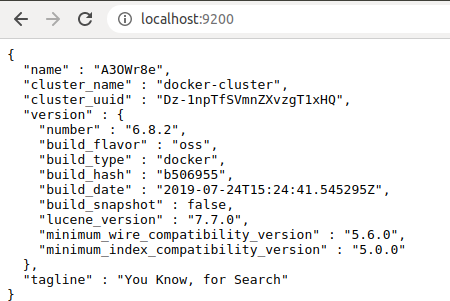 localhost:9200
{
  "name" : "A3OWr8e",
  "cluster_name" : "docker-cluster",
  "cluster_uuid" : "Dz-1npTfSVmnZXvzgT1xHQ",
  "version" : {
    "number" : "6.8.2",
    "build_flavor" : "oss",
    "build_type" : "docker",
    "build_hash" : "b506955",
    "build_date" : "2019-07-24T15:24:41.545295Z",
    "build_snapshot" : false,
    "lucene_version" : "7.7.0",
    "minimum_wire_compatibility_version" : "5.6.0",
    "minimum_index_compatibility_version" : "5.0.0"
  },
  "tagline" : "You Know, for Search"
}